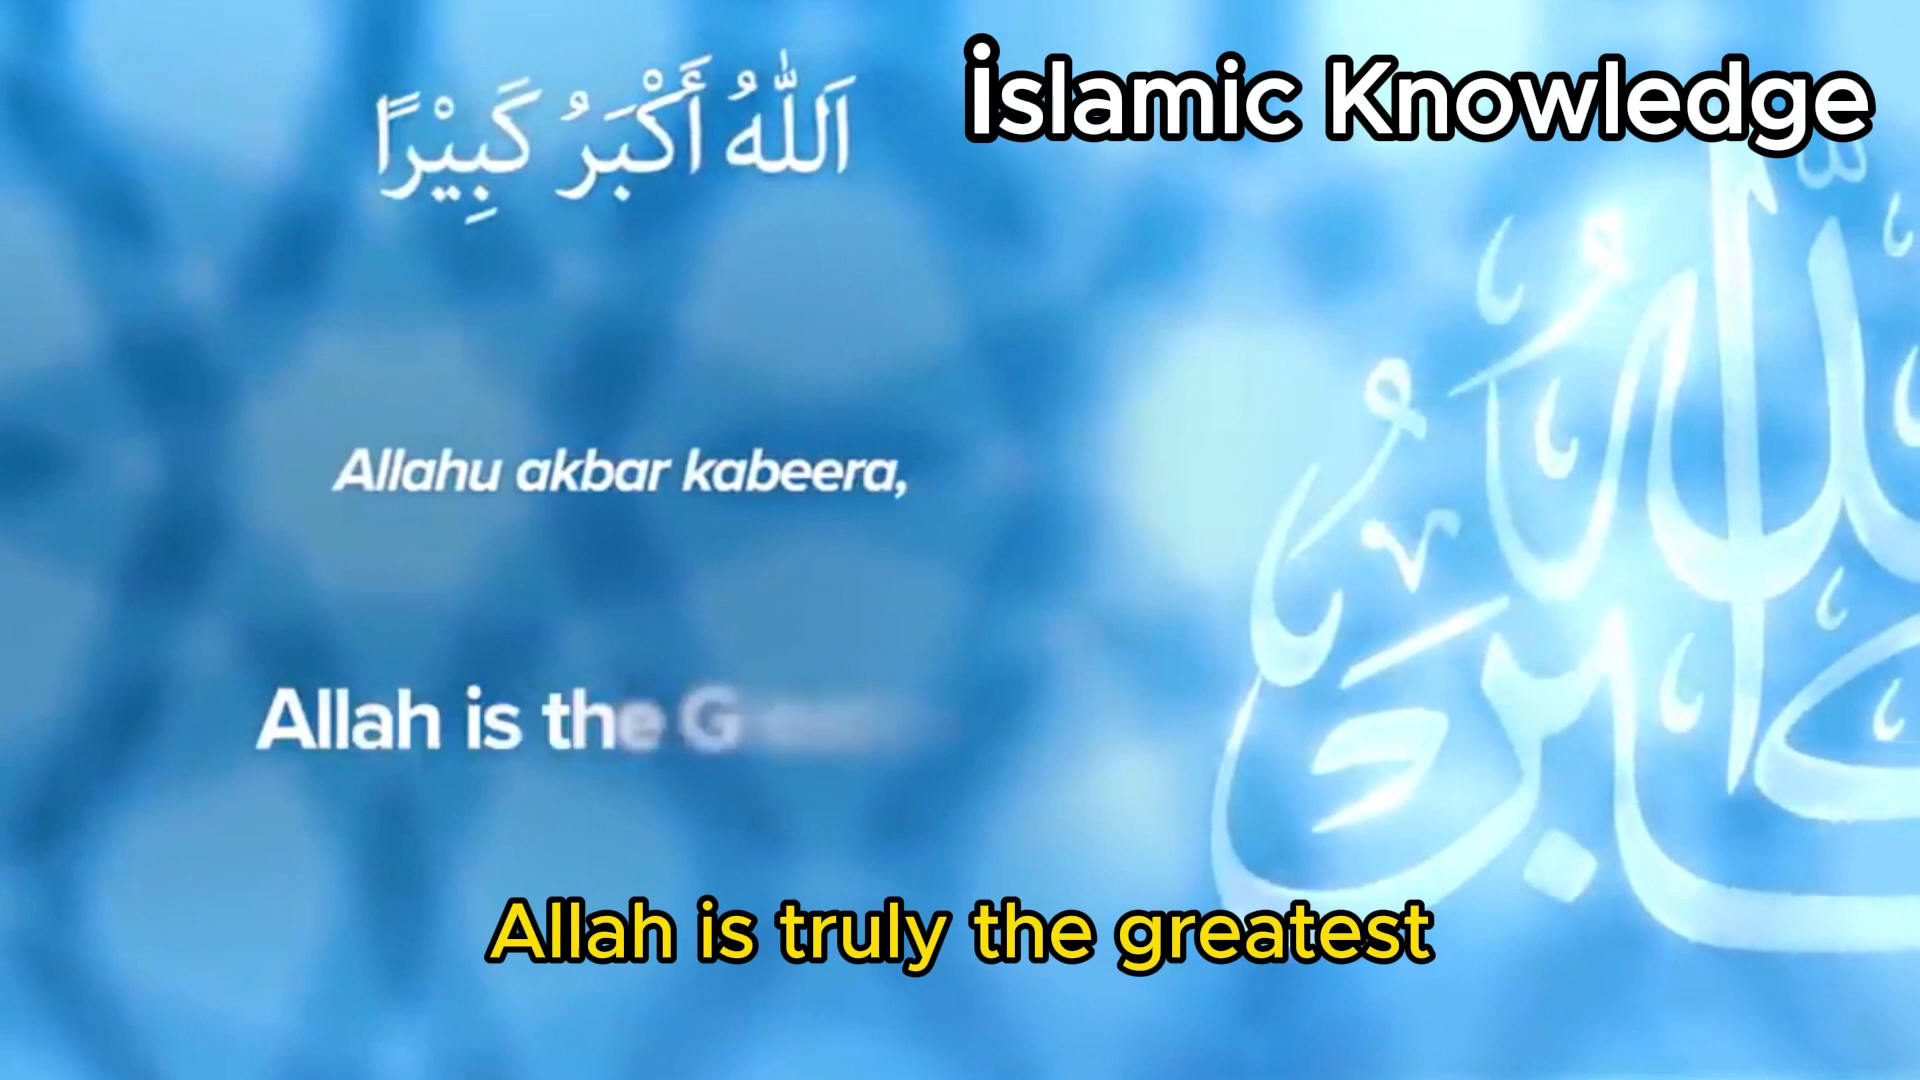 İslamic Knowledge
اَللّٰهُ أَكْبَرُ كَبِيْرًا
Allahu akbar kabeera,
Allah is the G
Allah is truly the greatest